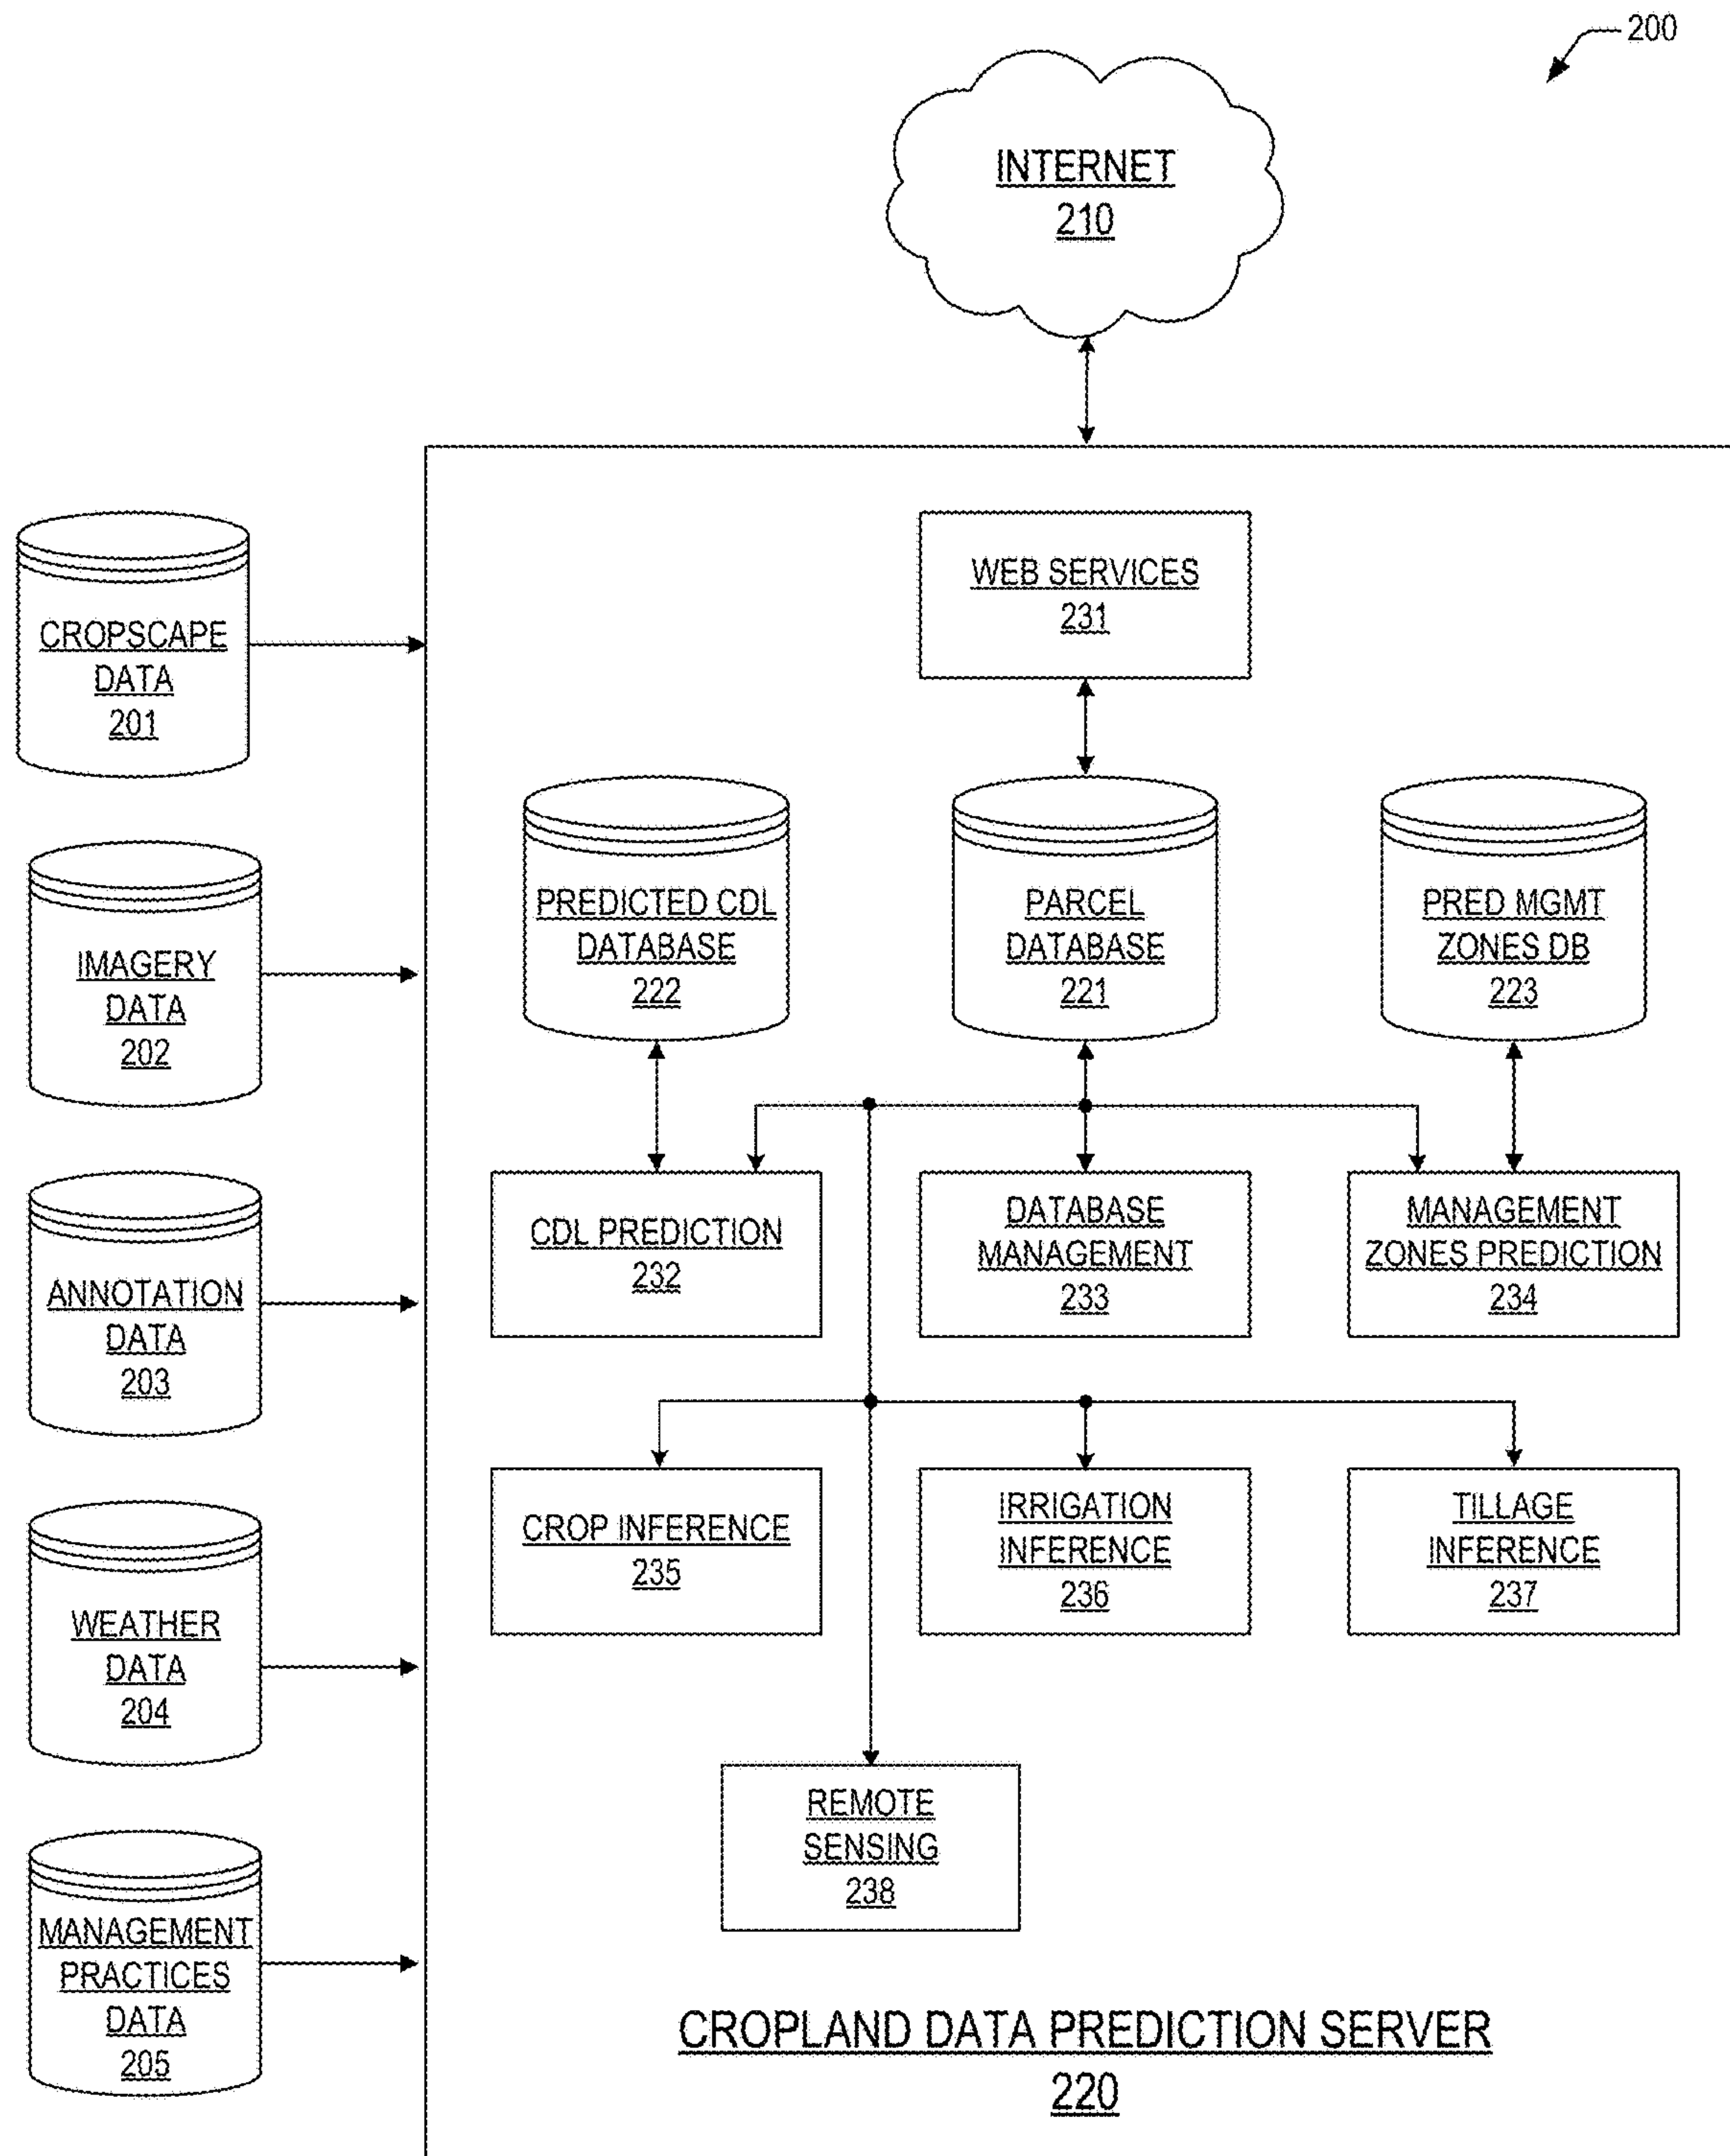 200
INTERNET
210
WEB SERVICES
231
CROPSCAPE
DATA
201
PREDICTED CDL
DATABASE
222
PARCEL
DATABASE
221
PRED MGMT
ZONES DB
223
IMAGERY
DATA
202
CDL PREDICTION
232
DATABASE
MANAGEMENT
233
MANAGEMENT
ZONES PREDICTION
234
ANNOTATION
DATA
203
CROP INFERENCE
235
IRRIGATION
INFERENCE
236
TILLAGE
INFERENCE
237
WEATHER
DATA
204
REMOTE
SENSING
238
MANAGEMENT
PRACTICES
DATA
205
CROPLAND DATA PREDICTION SERVER
220